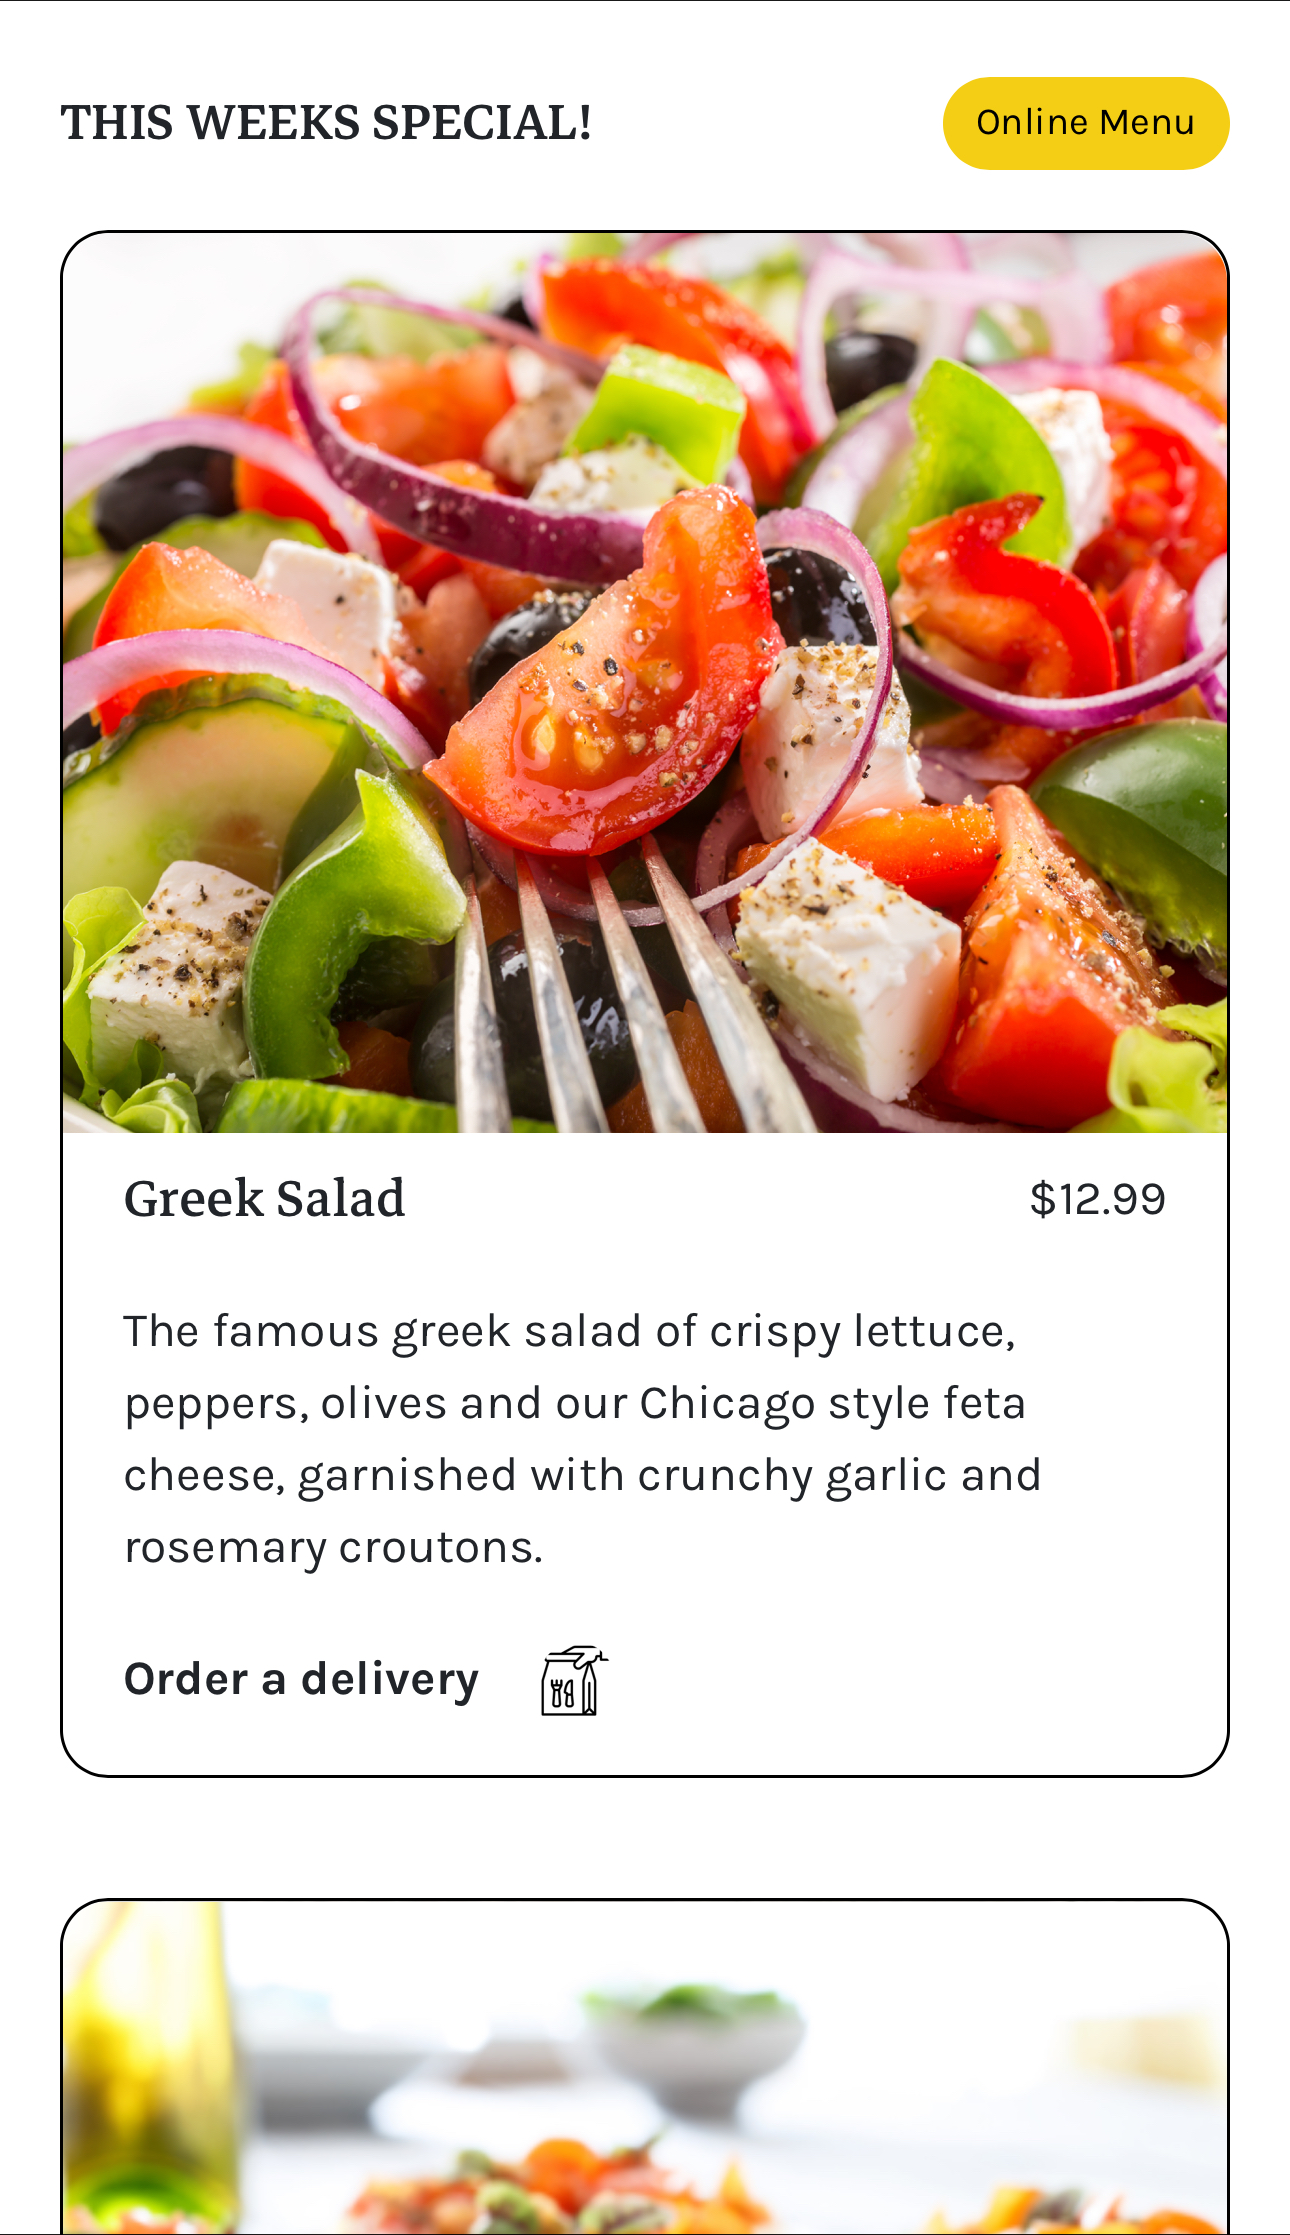 THIS WEEKS SPECIAL!
Online Menu
Greek Salad
$12.99
The famous greek salad of crispy lettuce,
peppers, olives and our Chicago style feta
cheese, garnished with crunchy garlic and
rosemary croutons.
Order a delivery